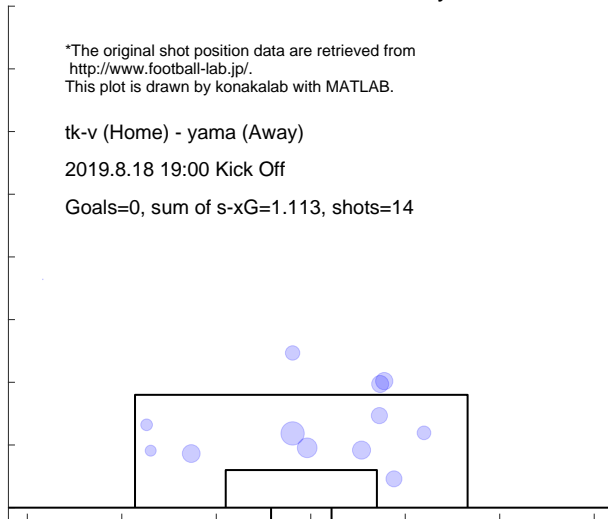 *The original shot position data are retrieved from
http://www.football-lab.jp/.
This plot is drawn by konakalab with MATLAB.
tk-v (Home) - yama (Away)
2019.8.18 19:00 Kick Off
Goals=0, sum of s-xG=1.113, shots=14